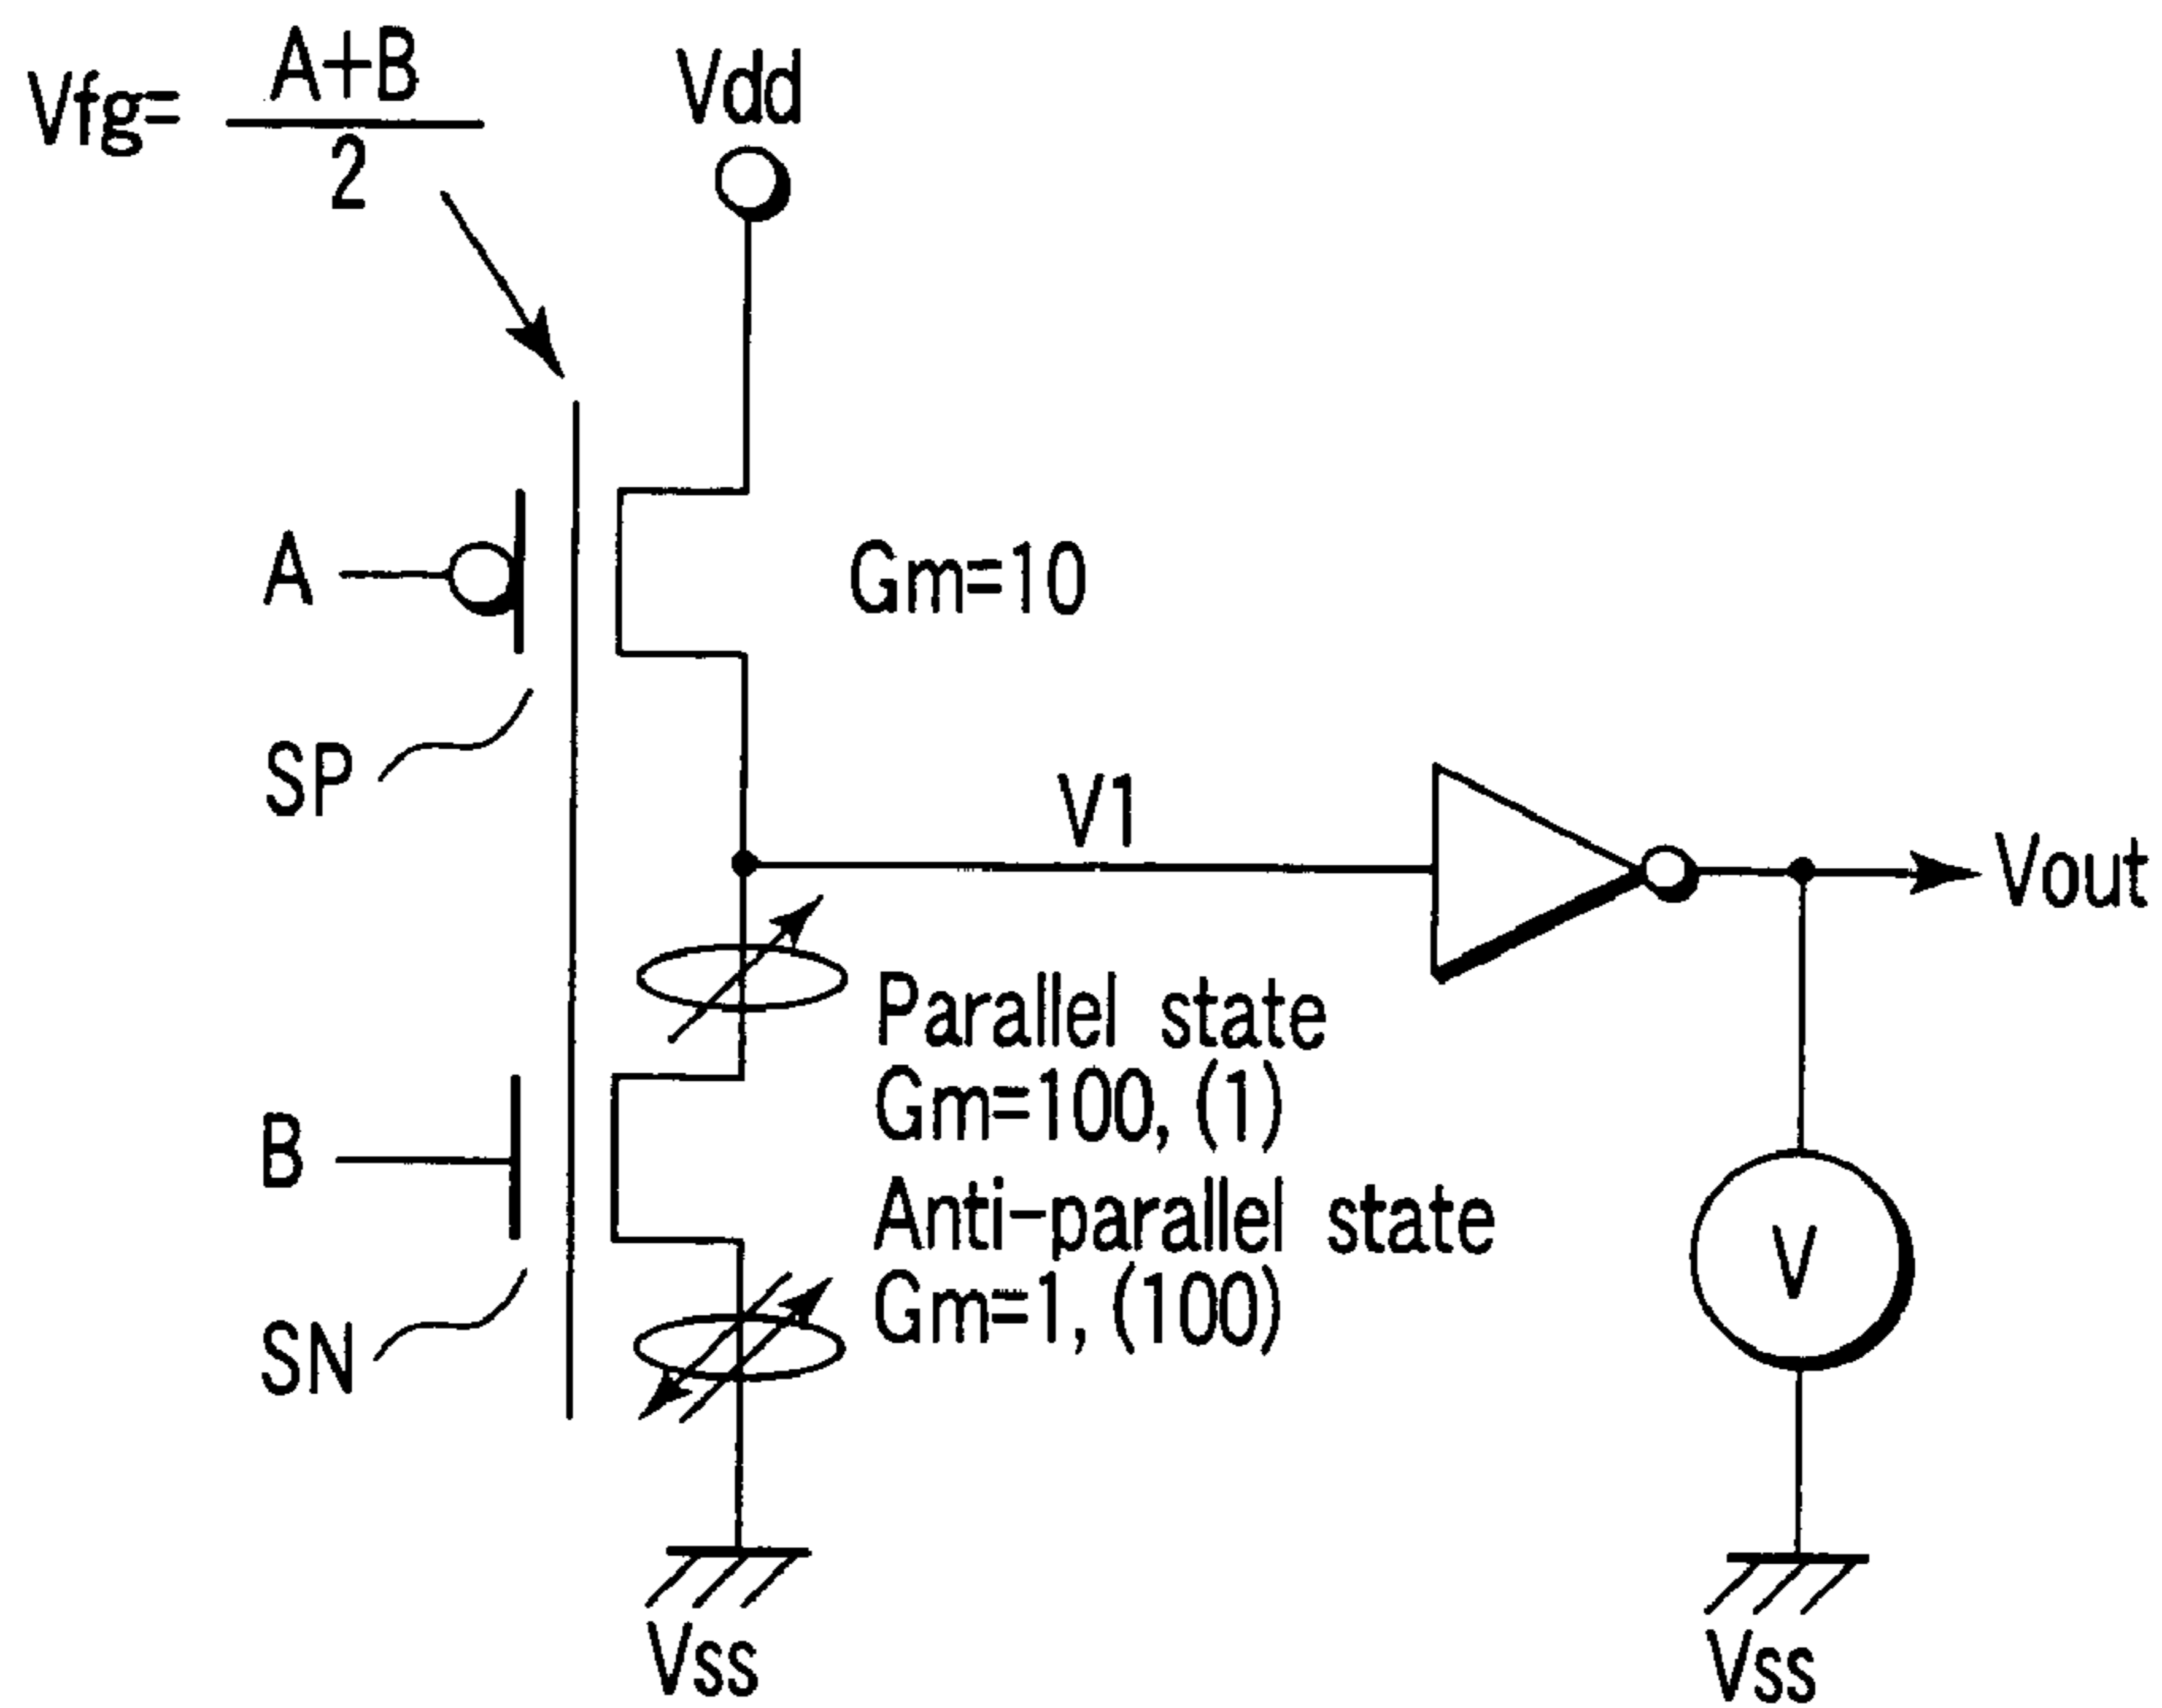 Vfg= A+B
2
Vdd
A
Gm=10
SP
V1
Vout
Parallel state
Gm=100, (1)
B
Anti-parallel state
Gm=1, (100)
V
SN
Vss
Vss